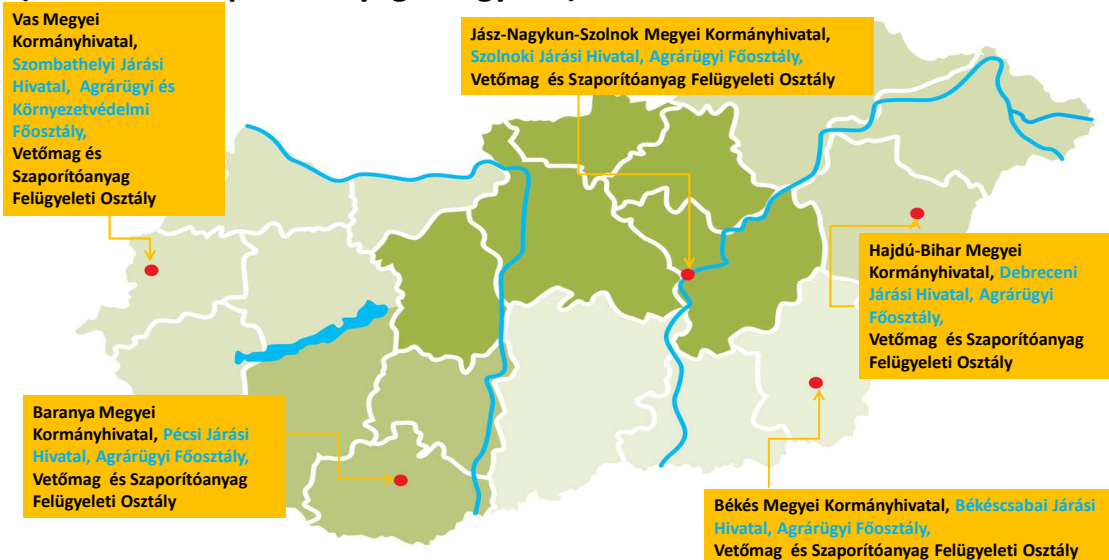 Vas Megyei
Kormányhivatal,
Szombathelyi Járási
Hivatal,  Agrárügyi és
Környezetvédelmi
Főosztály,
Vetőmag és
Szaporítóanyag
Felügyeleti Osztály
Jász-Nagykun-Szolnok Megyei Kormányhivatal,
Szolnoki Járási Hivatal, Agrárügyi Főosztály,
Vetőmag  és Szaporítóanyag Felügyeleti Osztály
Hajdú-Bihar Megyei
Kormányhivatal, Debreceni
Járási Hivatal, Agrárügyi
Főosztály,
Vetőmag  és Szaporítóanyag
Felügyeleti Osztály
Baranya Megyei
Kormányhivatal, Pécsi Járási
Hivatal, Agrárügyi Főosztály,
Vetőmag  és Szaporítóanyag
Felügyeleti Osztály
Békés Megyei Kormányhivatal, Békéscsabai Járási
Hivatal, Agrárügyi Főosztály,
Vetőmag  és Szaporítóanyag Felügyeleti Osztály